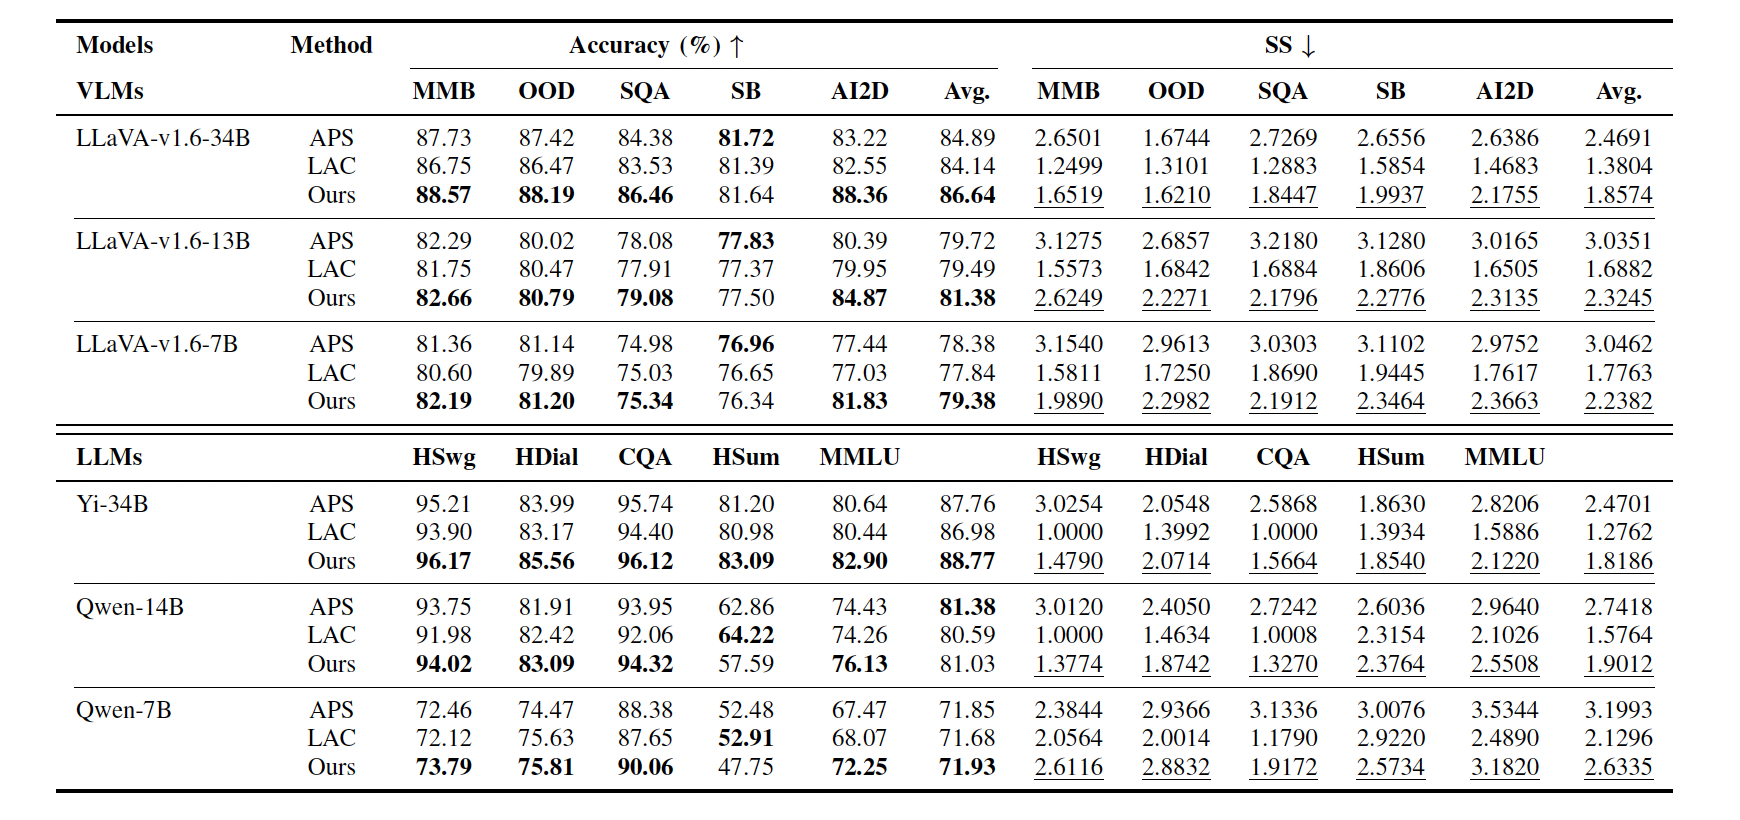 Models Method Accuracy (%) ↑ SS ↓
VLMs MMB OOD SQA SB AI2D Avg. MMB OOD SQA SB AI2D Avg.
LLaVA-v1.6-34B APS 87.73 87.42 84.38 81.72 83.22 84.89 2.6501 1.6744 2.7269 2.6556 2.6386 2.4691
LAC 86.75 86.47 83.53 81.39 82.55 84.14 1.2499 1.3101 1.2883 1.5854 1.4683 1.3804
Ours 88.57 88.19 86.46 81.64 88.36 86.64 1.6519 1.6210 1.8447 1.9937 2.1755 1.8574
LLaVA-v1.6-13B APS 82.29 80.02 78.08 77.83 80.39 79.72 3.1275 2.6857 3.2180 3.1280 3.0165 3.0351
LAC 81.75 80.47 77.91 77.37 79.95 79.49 1.5573 1.6842 1.6884 1.8606 1.6505 1.6882
Ours 82.66 80.79 79.08 77.50 84.87 81.38 2.6249 2.2271 2.1796 2.2776 2.3135 2.3245
LLaVA-v1.6-7B APS 81.36 81.14 74.98 76.96 77.44 78.38 3.1540 2.9613 3.0303 3.1102 2.9752 3.0462
LAC 80.60 79.89 75.03 76.65 77.03 77.84 1.5811 1.7250 1.8690 1.9445 1.7617 1.7763
Ours 82.19 81.20 75.34 76.34 81.83 79.38 1.9890 2.2982 2.1912 2.3464 2.3663 2.2382
LLMs HSwg HDial CQA HSum MMLU HSwg HDial CQA HSum MMLU
Yi-34B APS 95.21 83.99 95.74 81.20 80.64 87.76 3.0254 2.0548 2.5868 1.8630 2.8206 2.4701
LAC 93.90 83.17 94.40 80.98 80.44 86.98 1.0000 1.3992 1.0000 1.3934 1.5886 1.2762
Ours 96.17 85.56 96.12 83.09 82.90 88.77 1.4790 2.0714 1.5664 1.8540 2.1220 1.8186
Qwen-14B APS 93.75 81.91 93.95 62.86 74.43 81.38 3.0120 2.4050 2.7242 2.6036 2.9640 2.7418
LAC 91.98 82.42 92.06 64.22 74.26 80.59 1.0000 1.4634 1.0008 2.3154 2.1026 1.5764
Ours 94.02 83.09 94.32 57.59 76.13 81.03 1.3774 1.8742 1.3270 2.3764 2.5508 1.9012
Qwen-7B APS 72.46 74.47 88.38 52.48 67.47 71.85 2.3844 2.9366 3.1336 3.0076 3.5344 3.1993
LAC 72.12 75.63 87.65 52.91 68.07 71.68 2.0564 2.0014 1.1790 2.9220 2.4890 2.1296
Ours 73.79 75.81 90.06 47.75 72.25 71.93 2.6116 2.8832 1.9172 2.5734 3.1820 2.6335